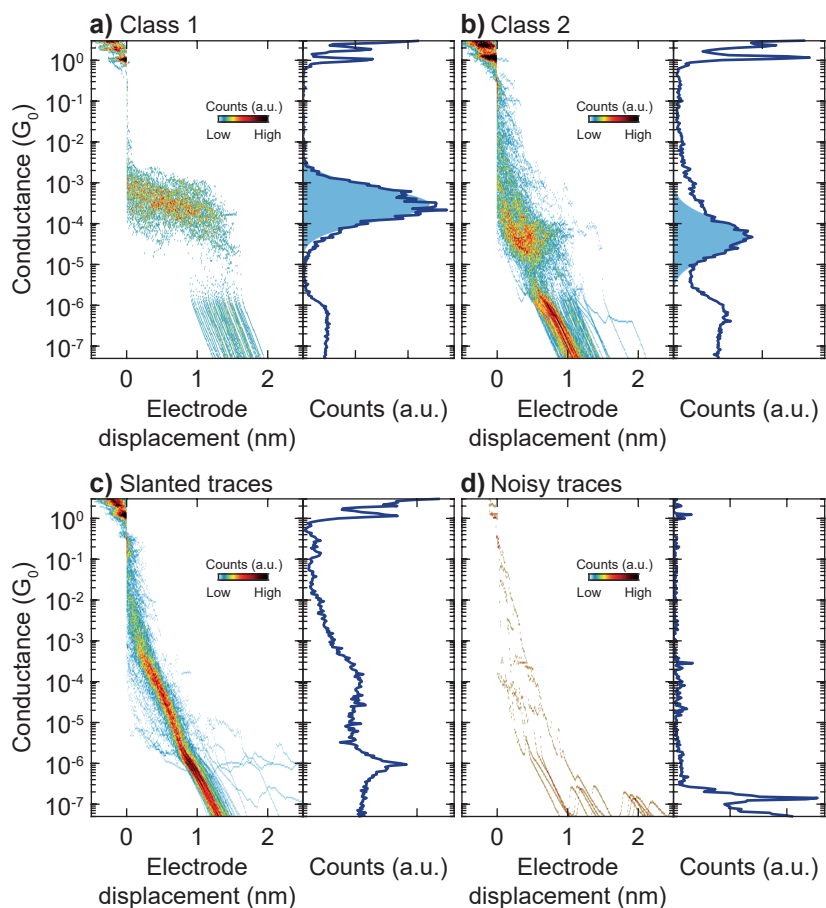 a) Class 1
b) Class 2
Conductance (G₀)
10⁰
10⁻¹
10⁻²
10⁻³
10⁻⁴
10⁻⁵
10⁻⁶
10⁻⁷
Counts (a.u.)
Low High
Counts (a.u.)
Low High
0 1 2
0 1 2
Electrode
displacement (nm)
Counts (a.u.)
Electrode
displacement (nm)
Counts (a.u.)
c) Slanted traces
d) Noisy traces
Conductance (G₀)
10⁰
10⁻¹
10⁻²
10⁻³
10⁻⁴
10⁻⁵
10⁻⁶
10⁻⁷
Counts (a.u.)
Low High
Counts (a.u.)
Low High
0 1 2
0 1 2
Electrode
displacement (nm)
Counts (a.u.)
Electrode
displacement (nm)
Counts (a.u.)